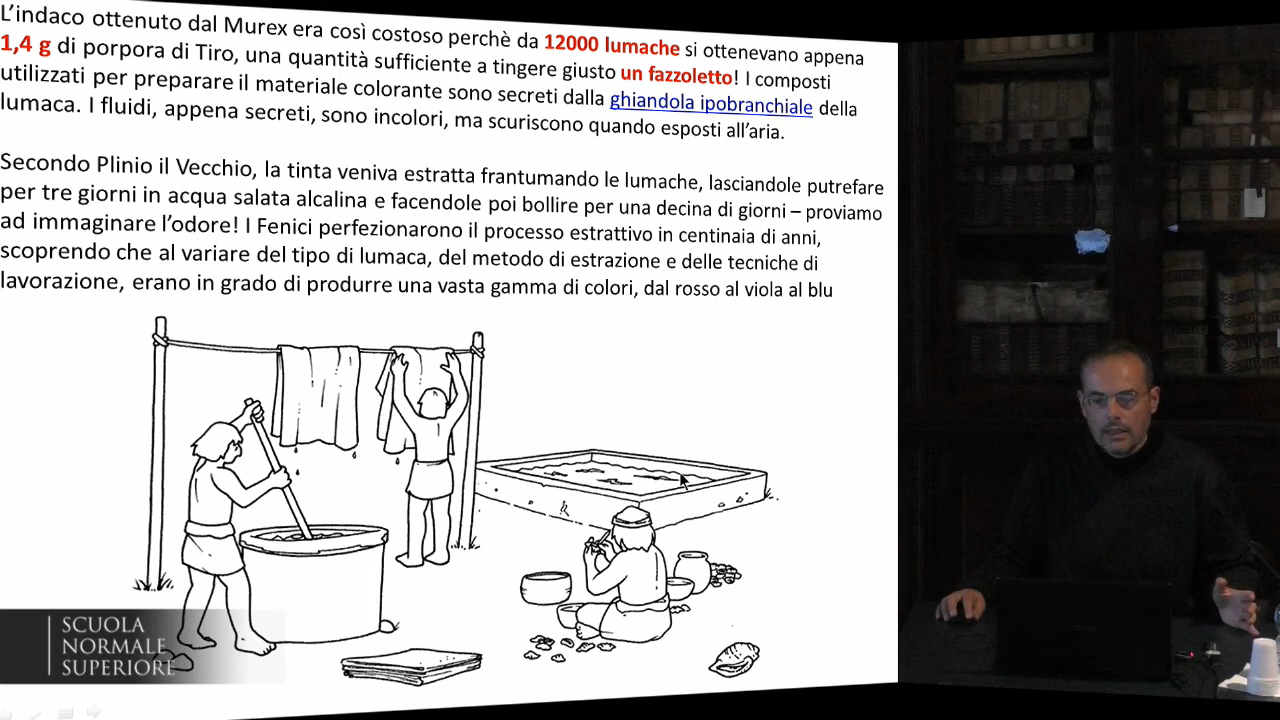 L'indaco ottenuto dal Murex era così costoso perchè da 12000 lumache si ottenevano appena
1,4 g di porpora di Tiro, una quantità sufficiente a tingere giusto un fazzoletto! I composti
utilizzati per preparare il materiale colorante sono secreti dalla ghiandola ipobranchiale della
lumaca. I fluidi, appena secreti, sono incolori, ma scuriscono quando esposti all'aria.
Secondo Plinio il Vecchio, la tinta veniva estratta frantumando le lumache, lasciandole putrefare
per tre giorni in acqua salata alcalina e facendole poi bollire per una decina di giorni – proviamo
ad immaginare l'odore! I Fenici perfezionarono il processo estrattivo in centinaia di anni,
scoprendo che al variare del tipo di lumaca, del metodo di estrazione e delle tecniche di
lavorazione, erano in grado di produrre una vasta gamma di colori, dal rosso al viola al blu
SCUOLA
NORMALE
SUPERIORE